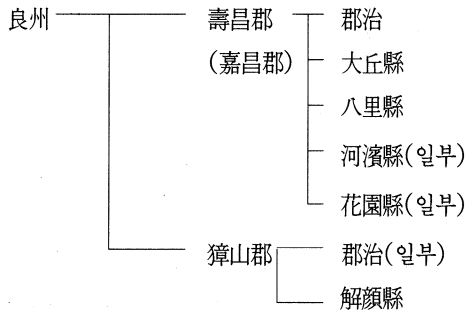 良州 壽昌郡 郡治
(嘉昌郡) 大丘縣
八里縣
河濱縣(일부)
花園縣(일부)
獐山郡 郡治(일부)
解顔縣